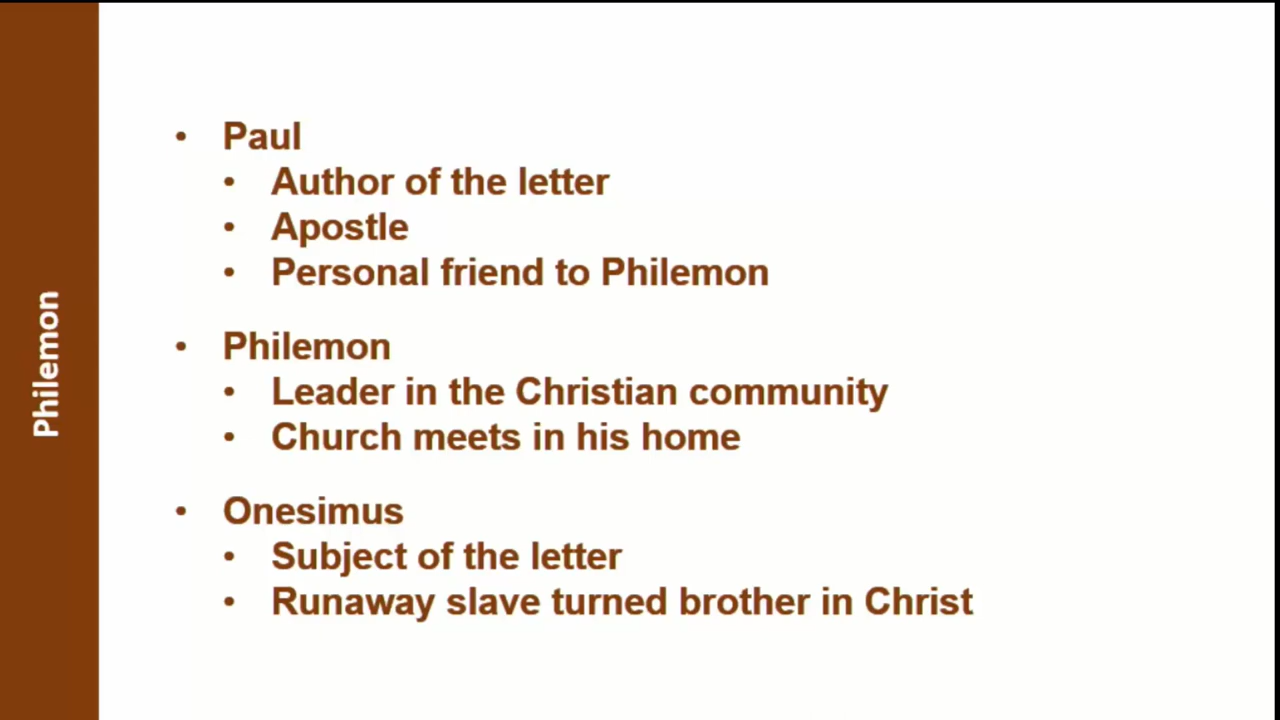 Philemon
• Paul
• Author of the letter
• Apostle
• Personal friend to Philemon
• Philemon
• Leader in the Christian community
• Church meets in his home
• Onesimus
• Subject of the letter
• Runaway slave turned brother in Christ